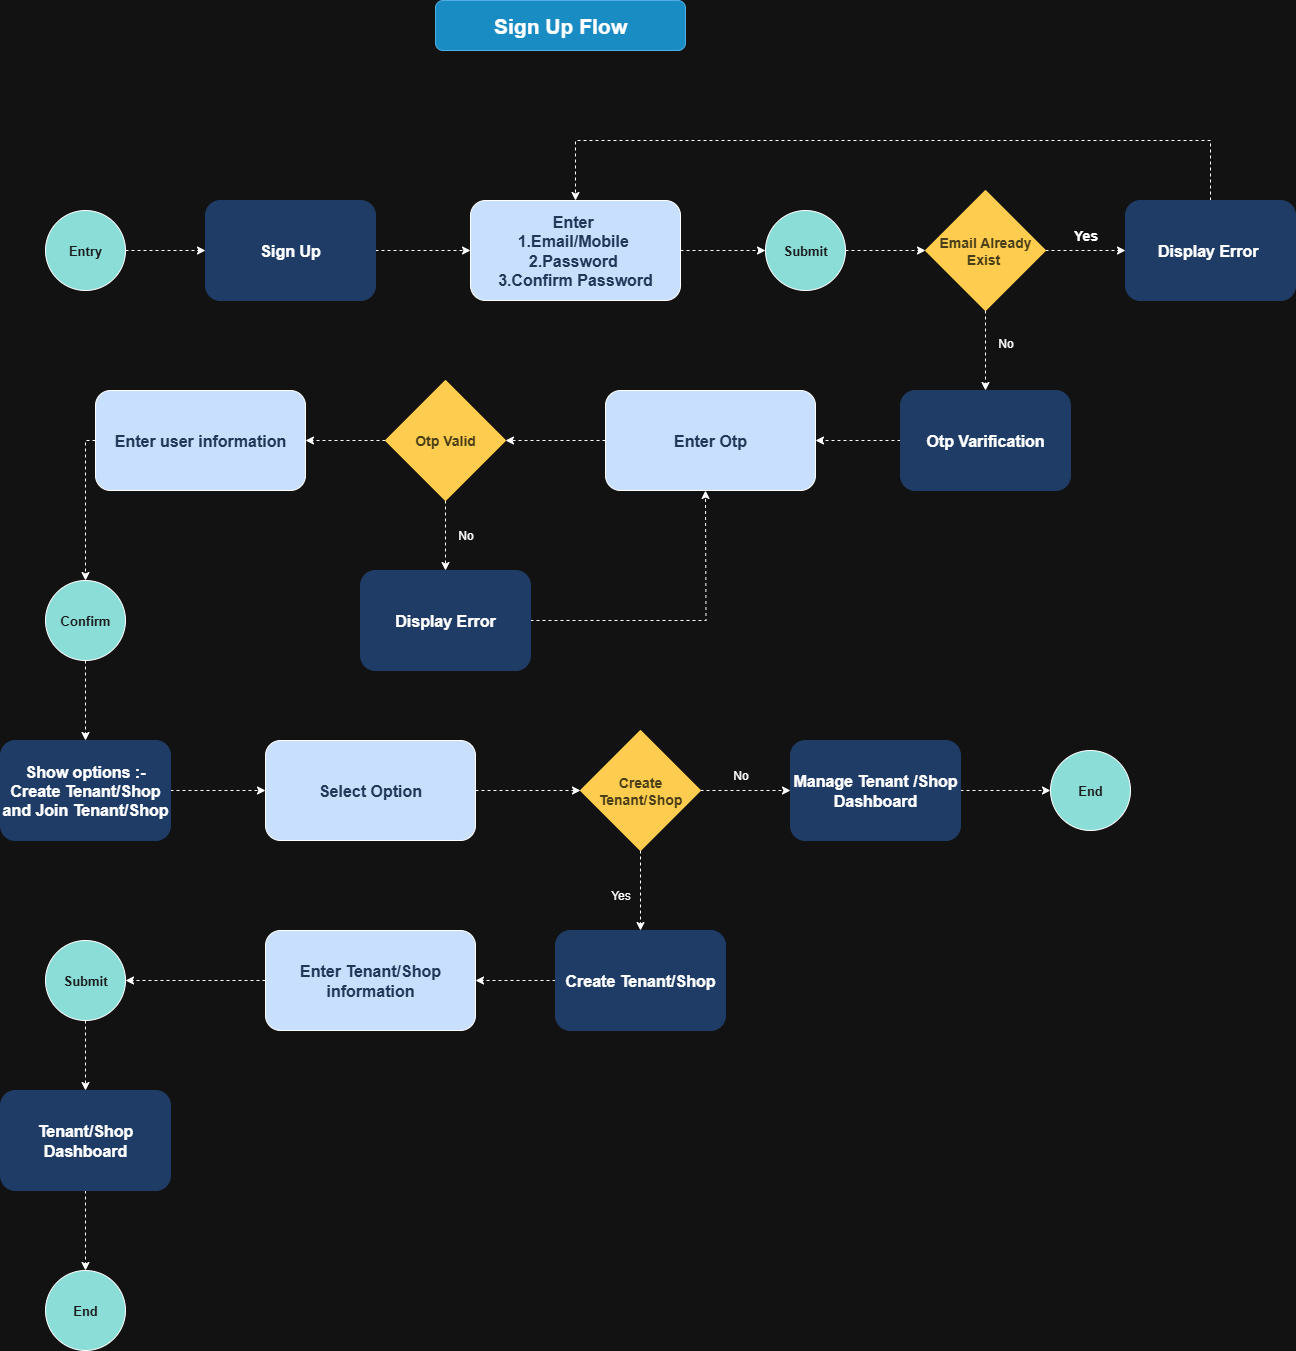 Sign Up Flow
Entry
Sign Up
Enter
1.Email/Mobile
2.Password
3.Confirm Password
Submit
Email Already
Exist
Yes
Display Error
No
Enter user information
Otp Valid
Enter Otp
Otp Varification
No
Confirm
Display Error
Show options :-
Create Tenant/Shop
and Join Tenant/Shop
Select Option
Create
Tenant/Shop
No
Manage Tenant /Shop
Dashboard
End
Yes
Submit
Enter Tenant/Shop
information
Create Tenant/Shop
Tenant/Shop
Dashboard
End